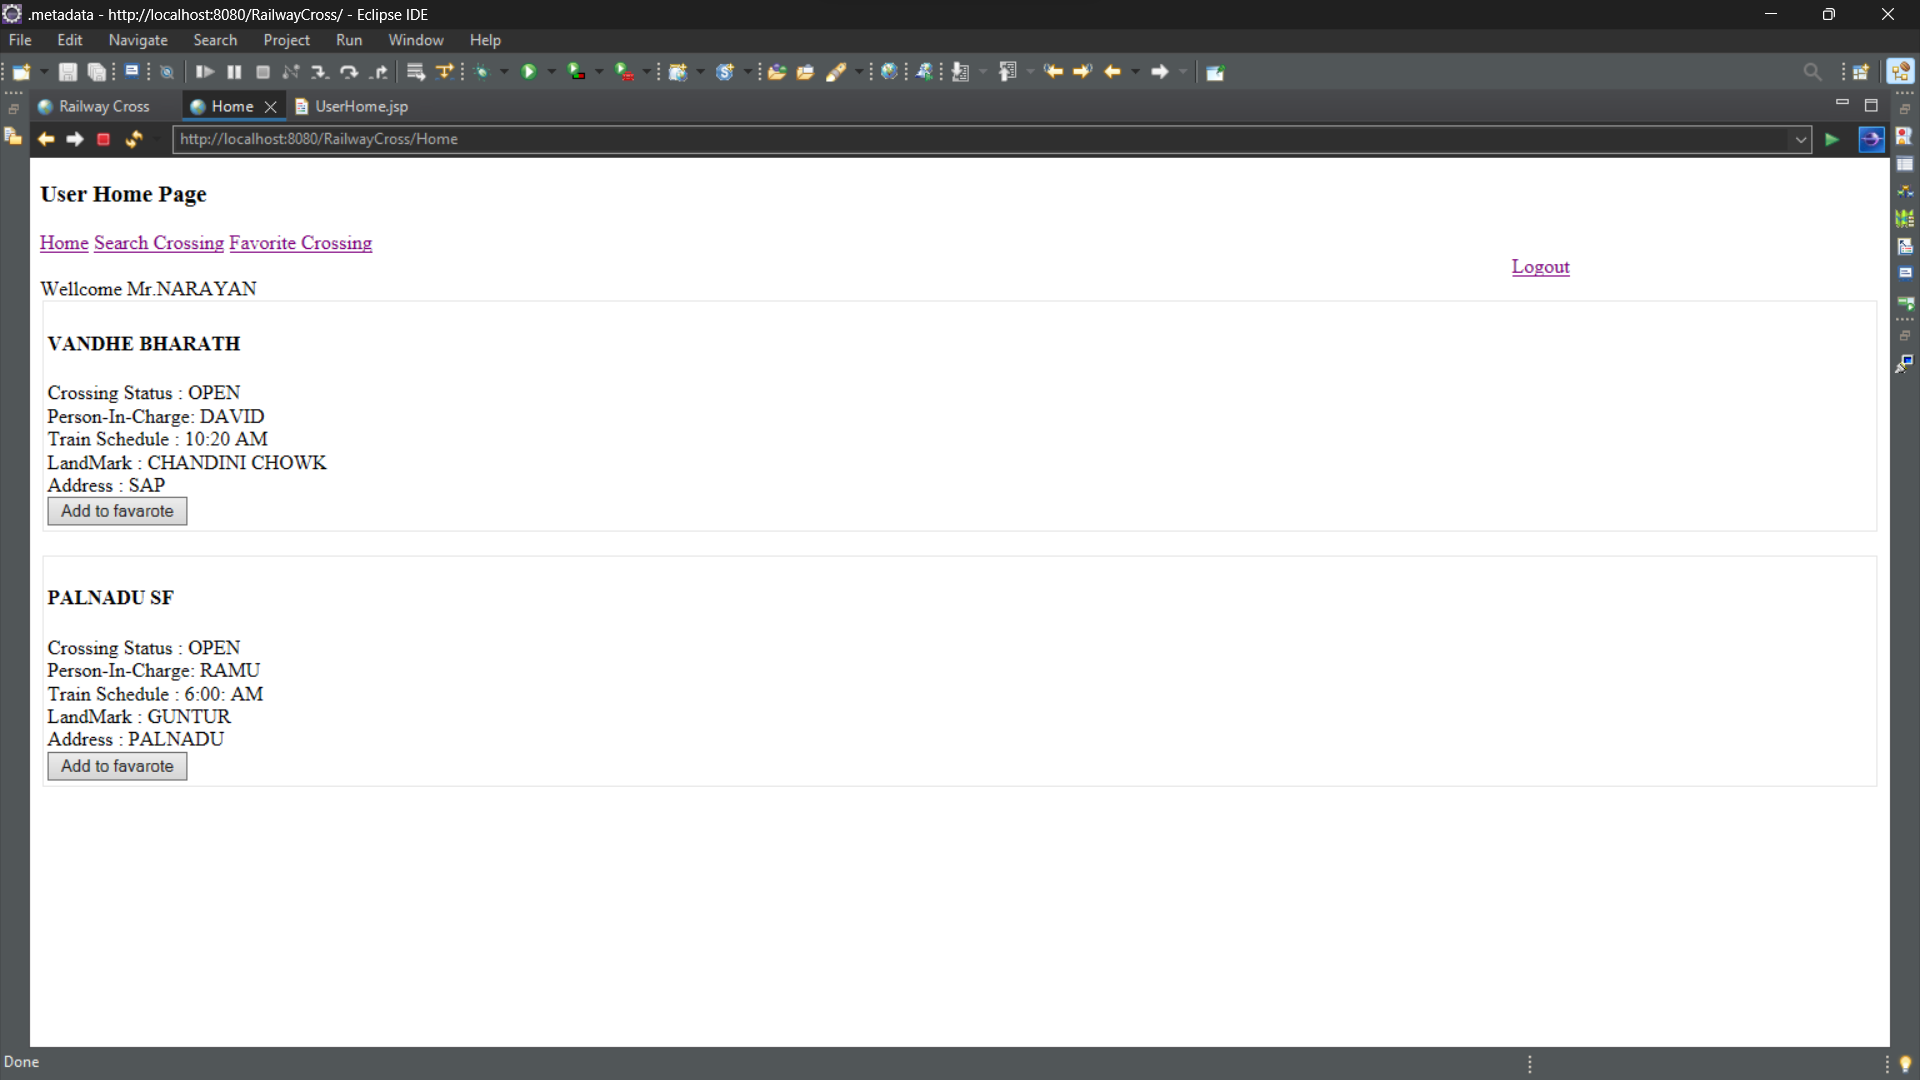 .metadata - http://localhost:8080/RailwayCross/ - Eclipse IDE
File Edit Navigate Search Project Run Window Help
Railway Cross Home UserHome.jsp
http://localhost:8080/RailwayCross/Home
User Home Page
Home Search Crossing Favorite Crossing
Logout
Wellcome Mr.NARAYAN
VANDHE BHARATH
Crossing Status : OPEN
Person-In-Charge: DAVID
Train Schedule : 10:20 AM
LandMark : CHANDINI CHOWK
Address : SAP
Add to favarote
PALNADU SF
Crossing Status : OPEN
Person-In-Charge: RAMU
Train Schedule : 6:00: AM
LandMark : GUNTUR
Address : PALNADU
Add to favarote
Done